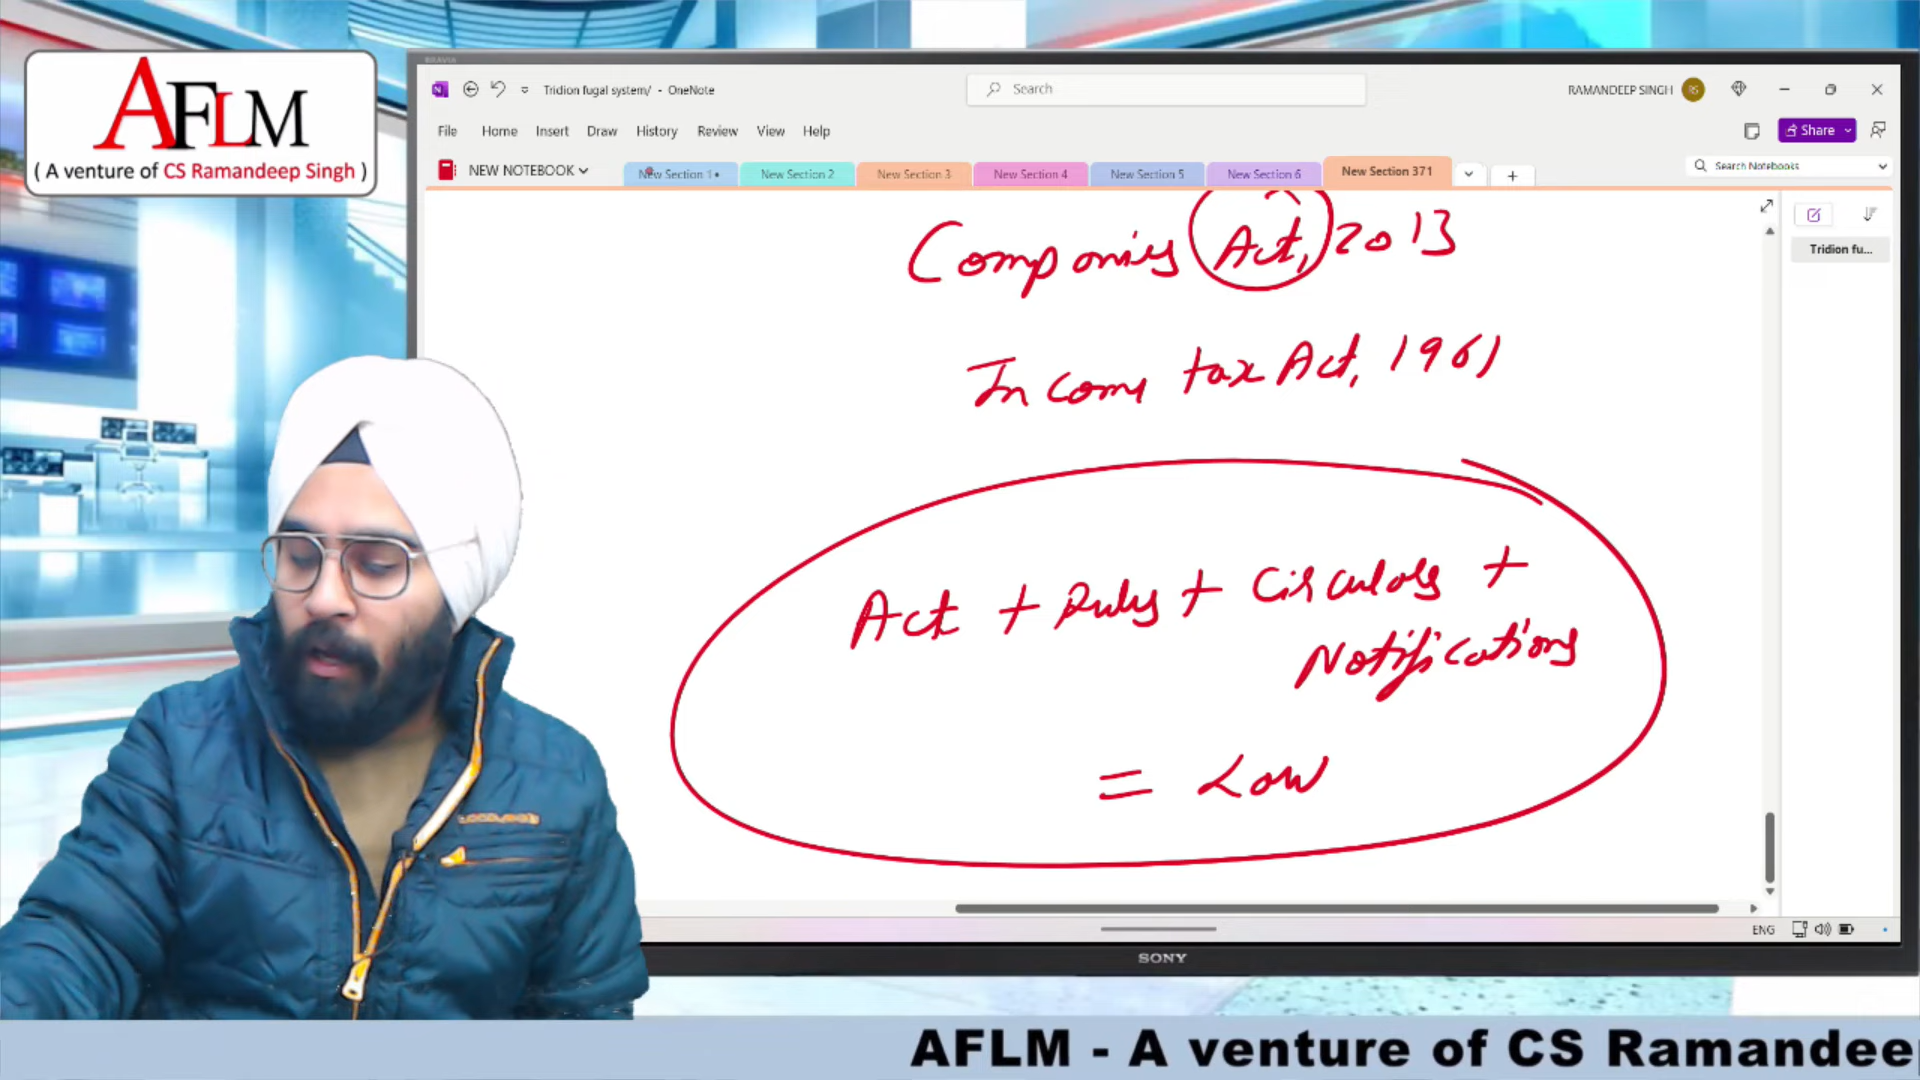 AFLM
( A venture of CS Ramandeep Singh )
BRAVIA
Tridion fugal system/ - OneNote
Search
RAMANDEEP SINGH
RS
File Home Insert Draw History Review View Help
Share
NEW NOTEBOOK
New Section 1
New Section 2
New Section 3
New Section 4
New Section 5
New Section 6
New Section 371
Search Notebooks
Tridion fu...
Companies Act, 2013
Income tax Act, 1961
Act + Rules + Circulars +
Notifications
= Law
ENG
SONY
AFLM - A venture of CS Ramandee